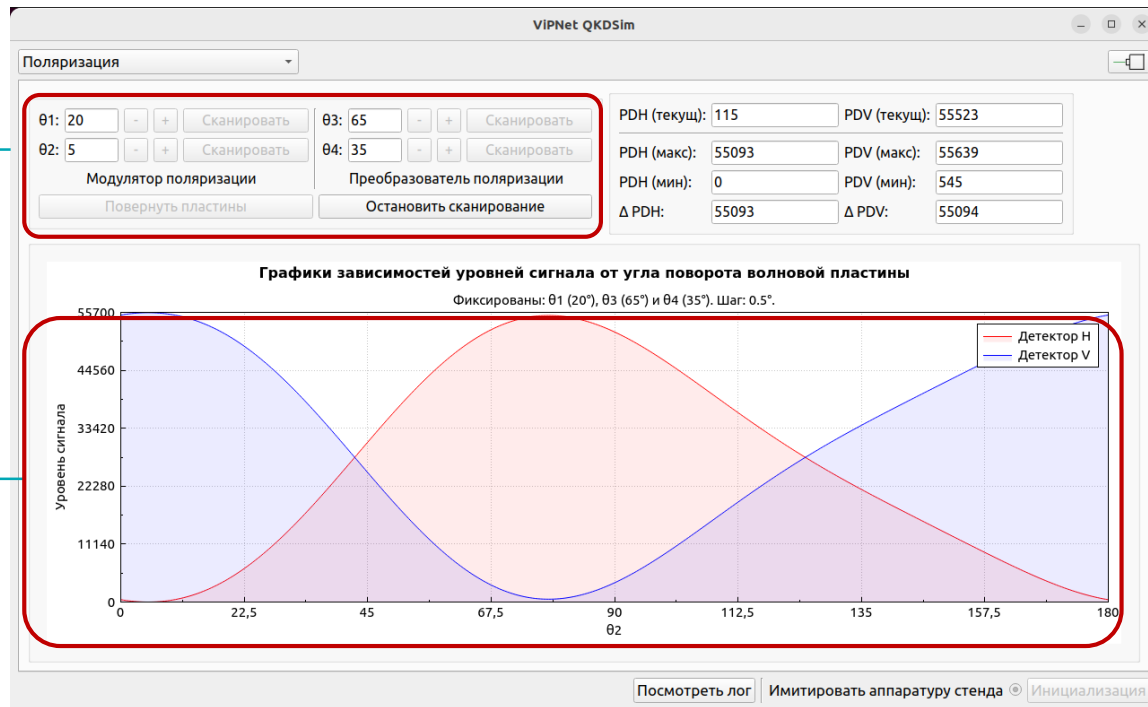 ViPNet QKDSim
Поляризация
θ1: 20 - + Сканировать θ3: 65 - + Сканировать
θ2: 5 - + Сканировать θ4: 35 - + Сканировать
Модулятор поляризации Преобразователь поляризации
Повернуть пластины Остановить сканирование
PDH (текущ): 115 PDV (текущ): 55523
PDH (макс): 55093 PDV (макс): 55639
PDH (мин): 0 PDV (мин): 545
Δ PDH: 55093 Δ PDV: 55094
Графики зависимостей уровней сигнала от угла поворота волновой пластины
Фиксированы: θ1 (20°), θ3 (65°) и θ4 (35°). Шаг: 0.5°.
Детектор H
Детектор V
Уровень сигнала
55700
44560
33420
22280
11140
0
0 22,5 45 67,5 90 112,5 135 157,5 180
θ2
Посмотреть лог Имитировать аппаратуру стенда Инициализация